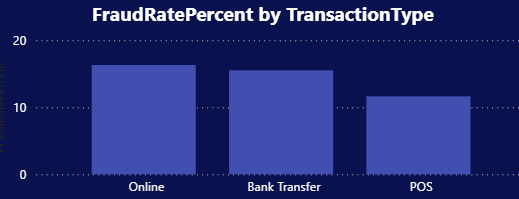 FraudRatePercent by TransactionType
20
10
0
Online Bank Transfer POS